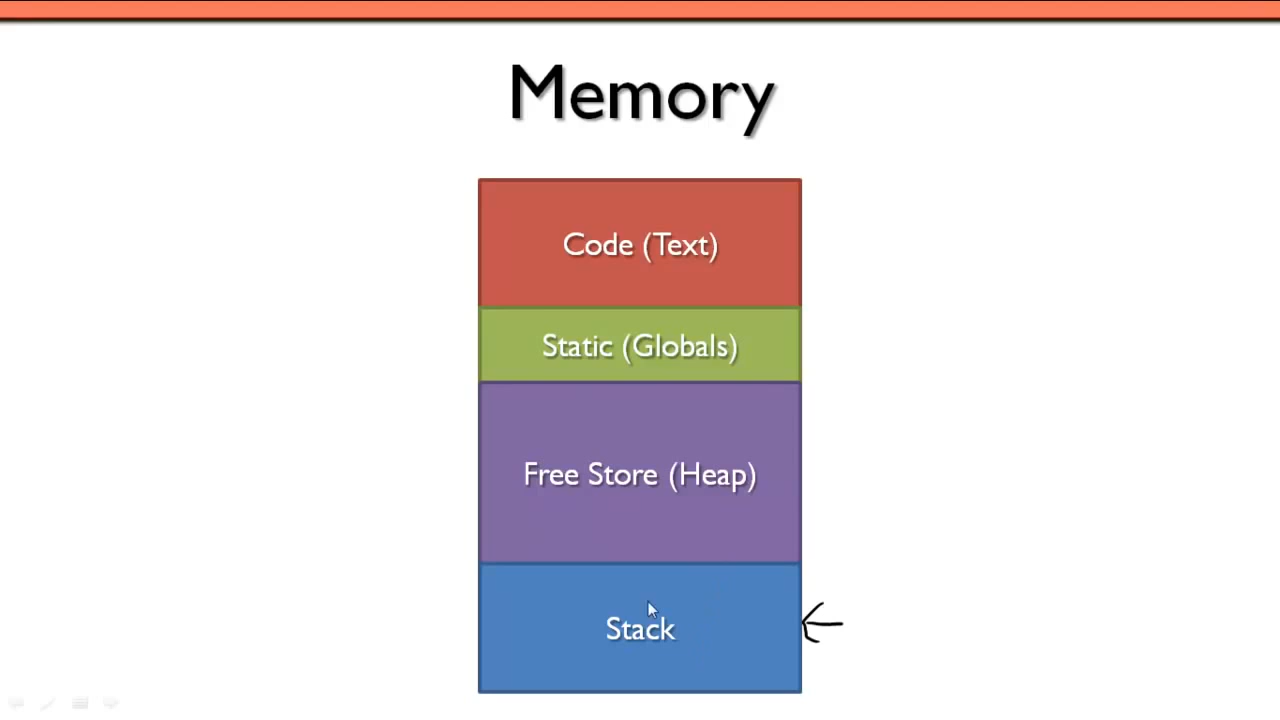 Memory
Code (Text)
Static (Globals)
Free Store (Heap)
Stack